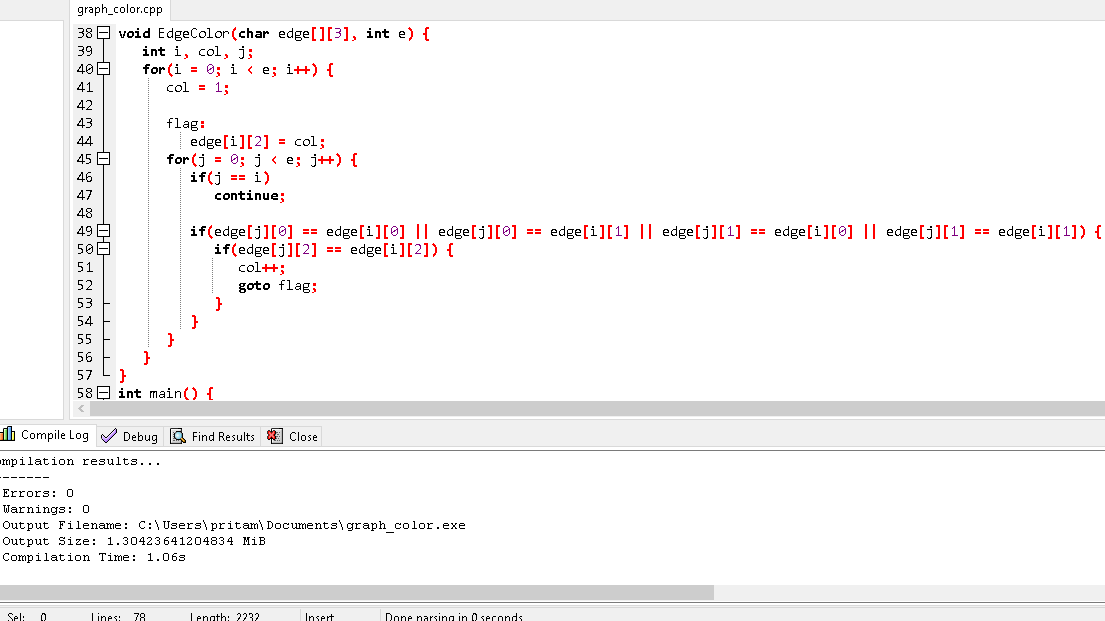 graph_color.cpp
38 void EdgeColor(char edge[][3], int e) {
39 int i, col, j;
40 for(i = 0; i < e; i++) {
41 col = 1;
42
43 flag:
44 edge[i][2] = col;
45 for(j = 0; j < e; j++) {
46 if(j == i)
47 continue;
48
49 if(edge[j][0] == edge[i][0] || edge[j][0] == edge[i][1] || edge[j][1] == edge[i][0] || edge[j][1] == edge[i][1]) {
50 if(edge[j][2] == edge[i][2]) {
51 col++;
52 goto flag;
53 }
54 }
55 }
56 }
57 }
58 int main() {
Compile Log Debug Find Results Close
ompilation results...
-------
Errors: 0
Warnings: 0
Output Filename: C:\Users\pritam\Documents\graph_color.exe
Output Size: 1.30423641204834 MiB
Compilation Time: 1.06s
Sel: 0 Lines: 78 Length: 2232 Insert Done parsing in 0 seconds